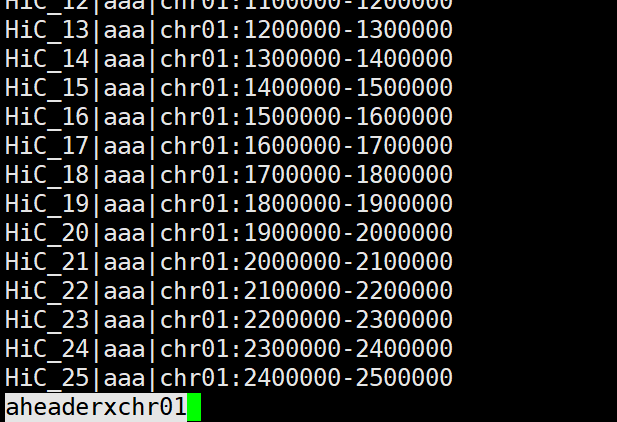 HiC_12|aaa|chr01:1100000-1200000
HiC_13|aaa|chr01:1200000-1300000
HiC_14|aaa|chr01:1300000-1400000
HiC_15|aaa|chr01:1400000-1500000
HiC_16|aaa|chr01:1500000-1600000
HiC_17|aaa|chr01:1600000-1700000
HiC_18|aaa|chr01:1700000-1800000
HiC_19|aaa|chr01:1800000-1900000
HiC_20|aaa|chr01:1900000-2000000
HiC_21|aaa|chr01:2000000-2100000
HiC_22|aaa|chr01:2100000-2200000
HiC_23|aaa|chr01:2200000-2300000
HiC_24|aaa|chr01:2300000-2400000
HiC_25|aaa|chr01:2400000-2500000
aheaderxchr01